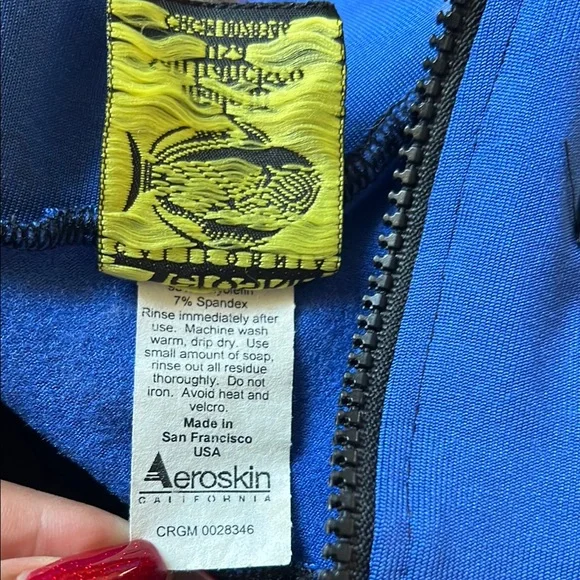 CALIFORNIA
7% Spandex
Rinse immediately after
use. Machine wash
warm, drip dry. Use
small amount of soap,
rinse out all residue
thoroughly. Do not
iron. Avoid heat and
velcro.
Made in
San Francisco
USA
Aeroskin
CALIFORNIA
CRGM 0028346